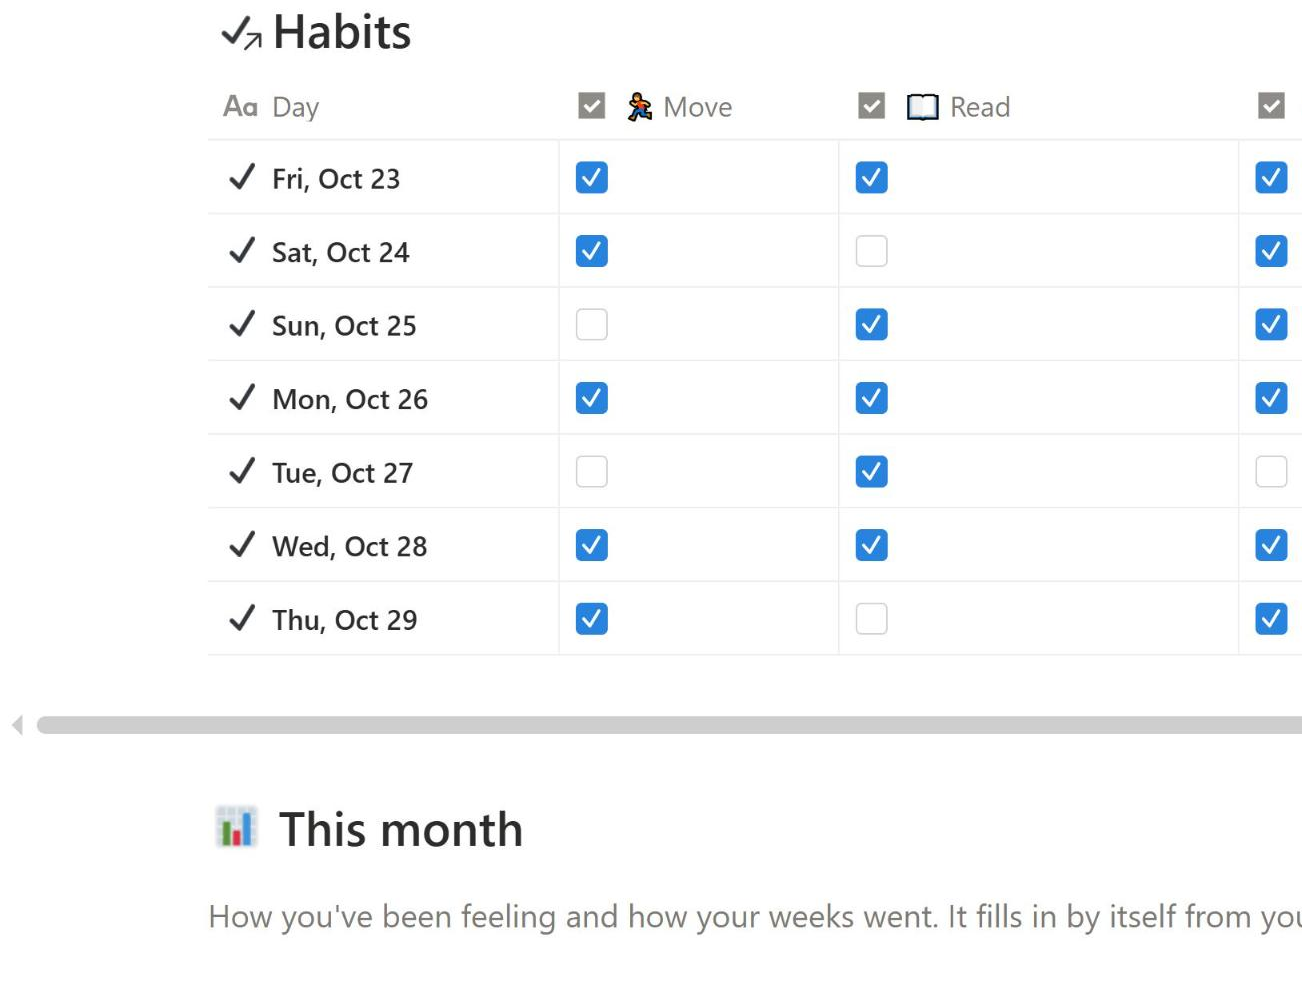 Habits
Aa Day Move Read
Fri, Oct 23
Sat, Oct 24
Sun, Oct 25
Mon, Oct 26
Tue, Oct 27
Wed, Oct 28
Thu, Oct 29
This month
How you've been feeling and how your weeks went. It fills in by itself from